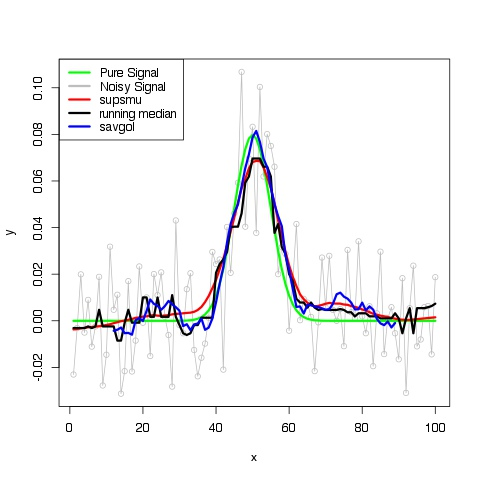 Pure Signal
Noisy Signal
supsmu
running median
savgol
y
0.10
0.08
0.06
0.04
0.02
0.00
-0.02
0 20 40 60 80 100
x